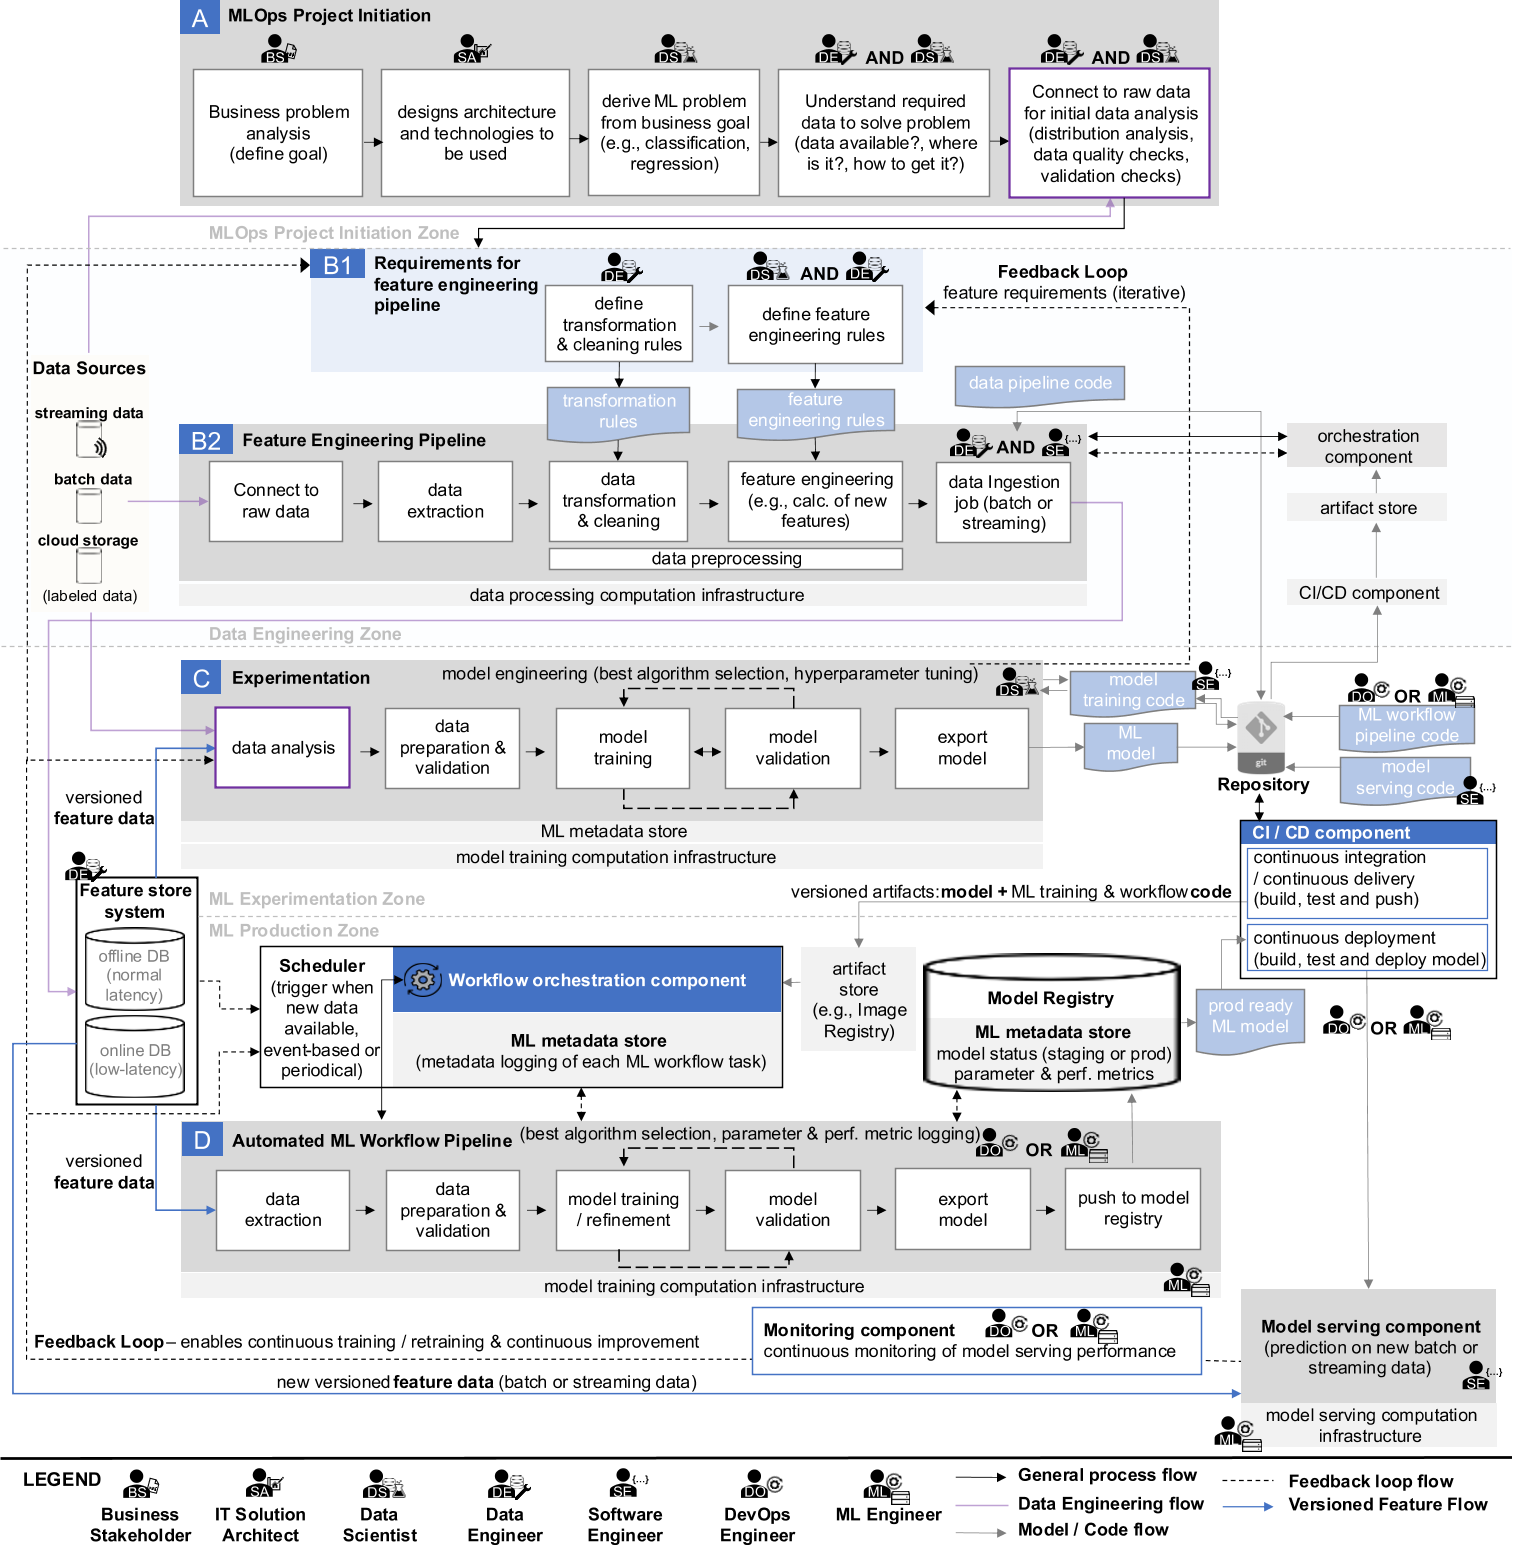 A
MLOps Project Initiation
BS
SA
DS
DE
AND
DS
DE
AND
DS
Business problem
analysis
(define goal)
designs architecture
and technologies to
be used
derive ML problem
from business goal
(e.g., classification,
regression)
Understand required
data to solve problem
(data available?, where
is it?, how to get it?)
Connect to raw data
for initial data analysis
(distribution analysis,
data quality checks,
validation checks)
MLOps Project Initiation Zone
B1
Requirements for
feature engineering
pipeline
DE
DS
AND
DE
define
transformation
& cleaning rules
define feature
engineering rules
Feedback Loop
feature requirements (iterative)
Data Sources
streaming data
batch data
cloud storage
(labeled data)
transformation
rules
feature
engineering rules
data pipeline code
B2
Feature Engineering Pipeline
DE
AND
SE
{...}
Connect to
raw data
data
extraction
data
transformation
& cleaning
feature engineering
(e.g., calc. of new
features)
data Ingestion
job (batch or
streaming)
data preprocessing
data processing computation infrastructure
orchestration
component
artifact store
CI/CD component
Data Engineering Zone
C
Experimentation
model engineering (best algorithm selection, hyperparameter tuning)
DS
data analysis
data
preparation &
validation
model
training
model
validation
export
model
ML metadata store
model training computation infrastructure
model
training code
SE
{...}
ML
model
DO
OR
ML
ML workflow
pipeline code
model
serving code
SE
{...}
git
Repository
versioned
feature data
DE
Feature store
system
offline DB
(normal
latency)
online DB
(low-latency)
ML Experimentation Zone
ML Production Zone
versioned artifacts: model + ML training & workflow code
CI / CD component
continuous integration
/ continuous delivery
(build, test and push)
continuous deployment
(build, test and deploy model)
Scheduler
(trigger when
new data
available,
event-based or
periodical)
Workflow orchestration component
ML metadata store
(metadata logging of each ML workflow task)
artifact
store
(e.g., Image
Registry)
Model Registry
ML metadata store
model status (staging or prod)
parameter & perf. metrics
prod ready
ML model
DO
OR
ML
D
Automated ML Workflow Pipeline
(best algorithm selection, parameter & perf. metric logging)
DO
OR
ML
versioned
feature data
data
extraction
data
preparation &
validation
model training
/ refinement
model
validation
export
model
push to model
registry
model training computation infrastructure
ML
Feedback Loop – enables continuous training / retraining & continuous improvement
Monitoring component
DO
OR
ML
continuous monitoring of model serving performance
new versioned feature data (batch or streaming data)
Model serving component
(prediction on new batch or
streaming data)
SE
{...}
model serving computation
infrastructure
ML
LEGEND
BS
Business
Stakeholder
SA
IT Solution
Architect
DS
Data
Scientist
DE
Data
Engineer
SE
{...}
Software
Engineer
DO
DevOps
Engineer
ML
ML Engineer
General process flow
Data Engineering flow
Model / Code flow
Feedback loop flow
Versioned Feature Flow